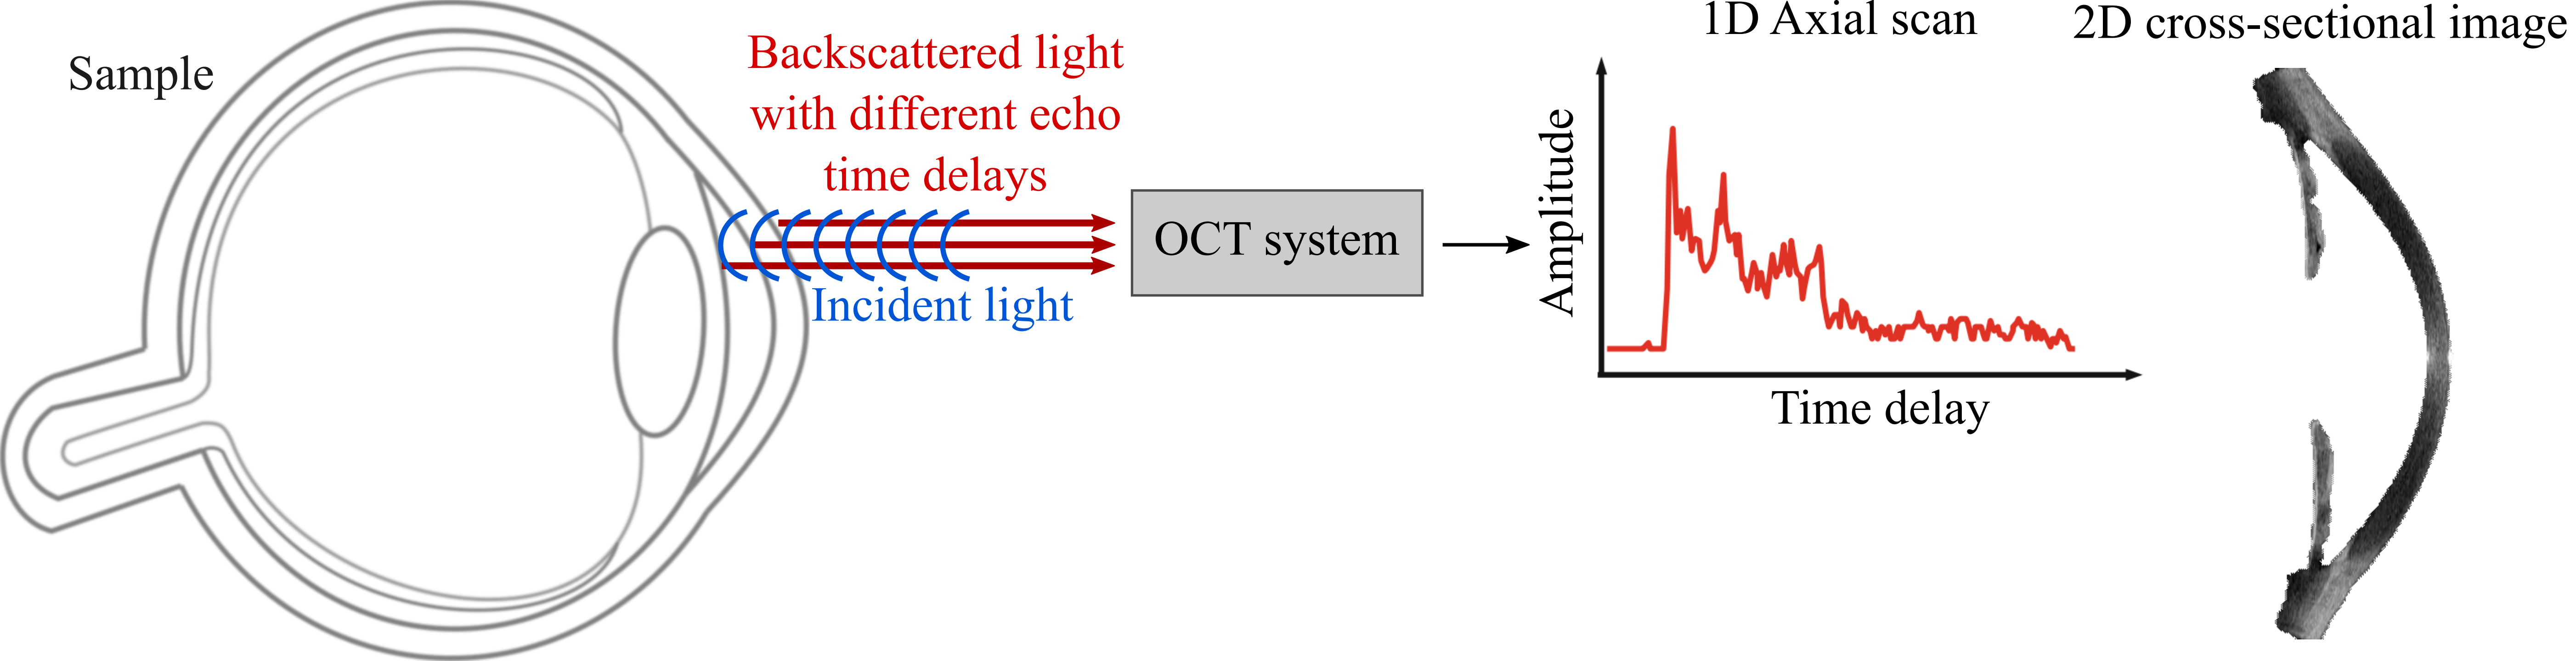 Sample
Backscattered light
with different echo
time delays
Incident light
OCT system
1D Axial scan
Amplitude
Time delay
2D cross-sectional image